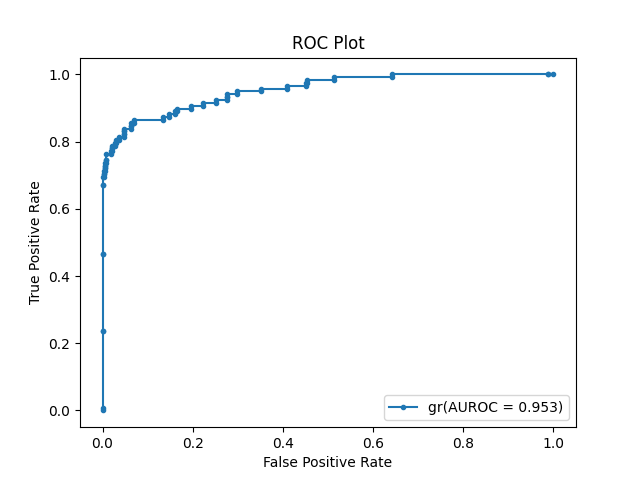 ROC Plot
True Positive Rate
1.0
0.8
0.6
0.4
0.2
0.0
0.0 0.2 0.4 0.6 0.8 1.0
False Positive Rate
gr(AUROC = 0.953)